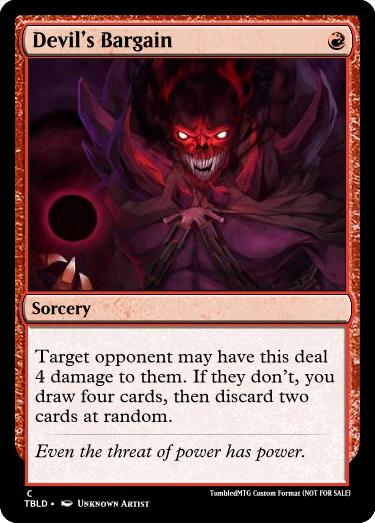 Devil's Bargain
Sorcery
Target opponent may have this deal
4 damage to them. If they don't, you
draw four cards, then discard two
cards at random.
Even the threat of power has power.
C
TBLD • Unknown Artist
TumbledMTG Custom Format (NOT FOR SALE)